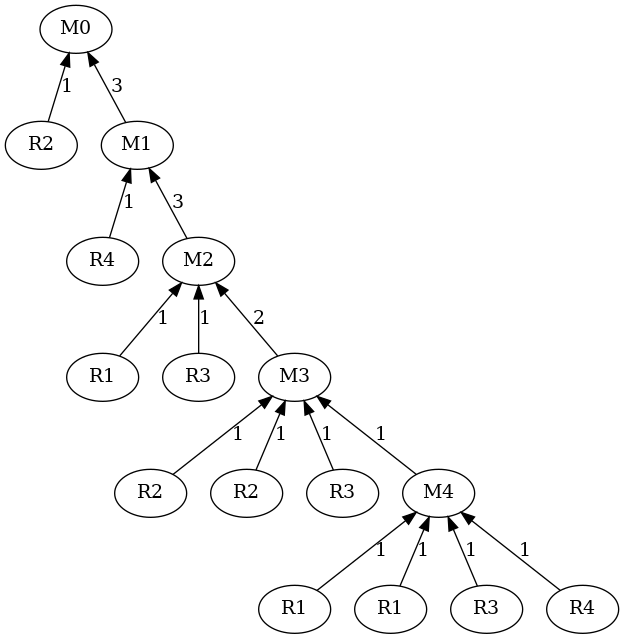 M0
1 3
R2 M1
1 3
R4 M2
1 1 2
R1 R3 M3
1 1 1 1
R2 R2 R3 M4
1 1 1 1
R1 R1 R3 R4